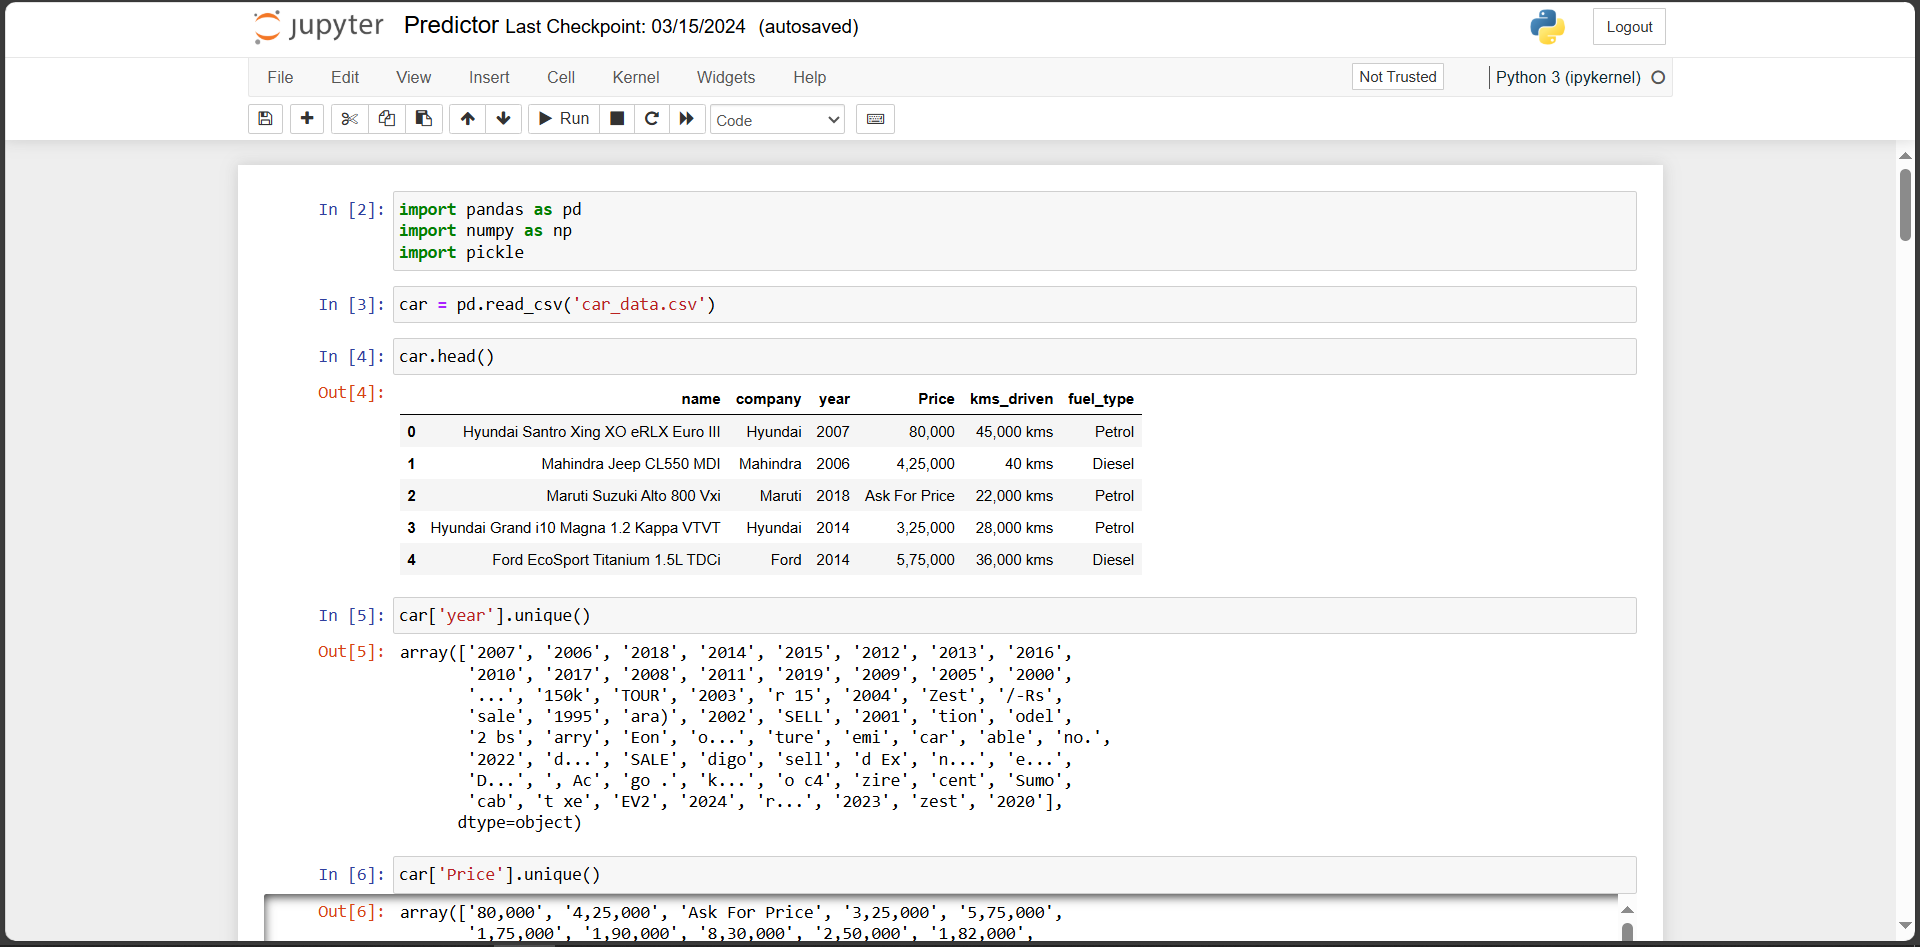 jupyter Predictor Last Checkpoint: 03/15/2024 (autosaved) Logout
File Edit View Insert Cell Kernel Widgets Help Not Trusted Python 3 (ipykernel)
Run Code
In [2]: import pandas as pd
import numpy as np
import pickle
In [3]: car = pd.read_csv('car_data.csv')
In [4]: car.head()
Out[4]:
name company year Price kms_driven fuel_type
0 Hyundai Santro Xing XO eRLX Euro III Hyundai 2007 80,000 45,000 kms Petrol
1 Mahindra Jeep CL550 MDI Mahindra 2006 4,25,000 40 kms Diesel
2 Maruti Suzuki Alto 800 Vxi Maruti 2018 Ask For Price 22,000 kms Petrol
3 Hyundai Grand i10 Magna 1.2 Kappa VTVT Hyundai 2014 3,25,000 28,000 kms Petrol
4 Ford EcoSport Titanium 1.5L TDCi Ford 2014 5,75,000 36,000 kms Diesel
In [5]: car['year'].unique()
Out[5]: array(['2007', '2006', '2018', '2014', '2015', '2012', '2013', '2016',
'2010', '2017', '2008', '2011', '2019', '2009', '2005', '2000',
'...', '150k', 'TOUR', '2003', 'r 15', '2004', 'Zest', '/-Rs',
'sale', '1995', 'ara)', '2002', 'SELL', '2001', 'tion', 'odel',
'2 bs', 'arry', 'Eon', 'o...', 'ture', 'emi', 'car', 'able', 'no.',
'2022', 'd...', 'SALE', 'digo', 'sell', 'd Ex', 'n...', 'e...',
'D...', ', Ac', 'go .', 'k...', 'o c4', 'zire', 'cent', 'Sumo',
'cab', 't xe', 'EV2', '2024', 'r...', '2023', 'zest', '2020'],
dtype=object)
In [6]: car['Price'].unique()
Out[6]: array(['80,000', '4,25,000', 'Ask For Price', '3,25,000', '5,75,000',
'1,75,000', '1,90,000', '8,30,000', '2,50,000', '1,82,000',